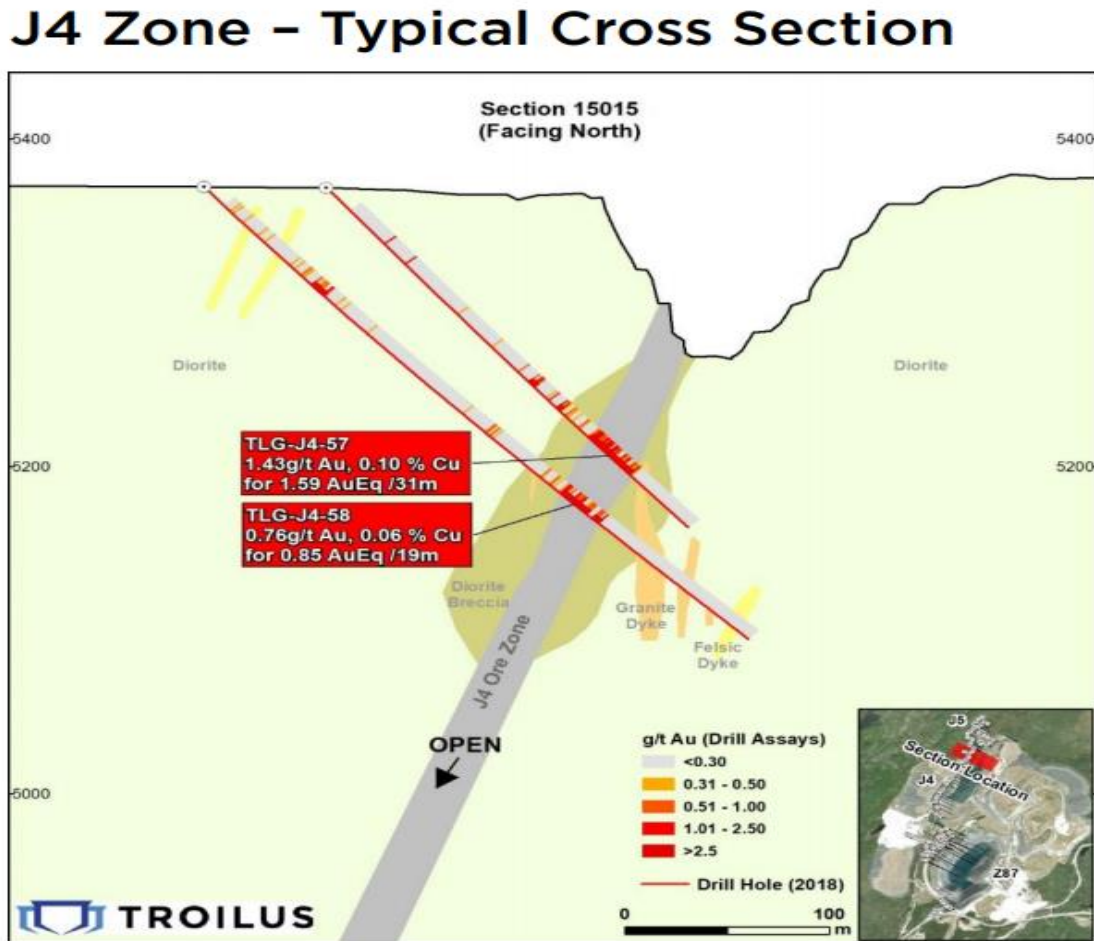 J4 Zone – Typical Cross Section
Section 15015
(Facing North)
5400
5400
Diorite
Diorite
TLG-J4-57
1.43g/t Au, 0.10 % Cu
for 1.59 AuEq /31m
5200
5200
TLG-J4-58
0.76g/t Au, 0.06 % Cu
for 0.85 AuEq /19m
Diorite
Breccia
Granite
Dyke
Felsic
Dyke
J4 Ore Zone
OPEN
5000
g/t Au (Drill Assays)
<0.30
0.31 - 0.50
0.51 - 1.00
1.01 - 2.50
>2.5
Drill Hole (2018)
0
100
m
J5
Section Location
J4
Z87
TROILUS